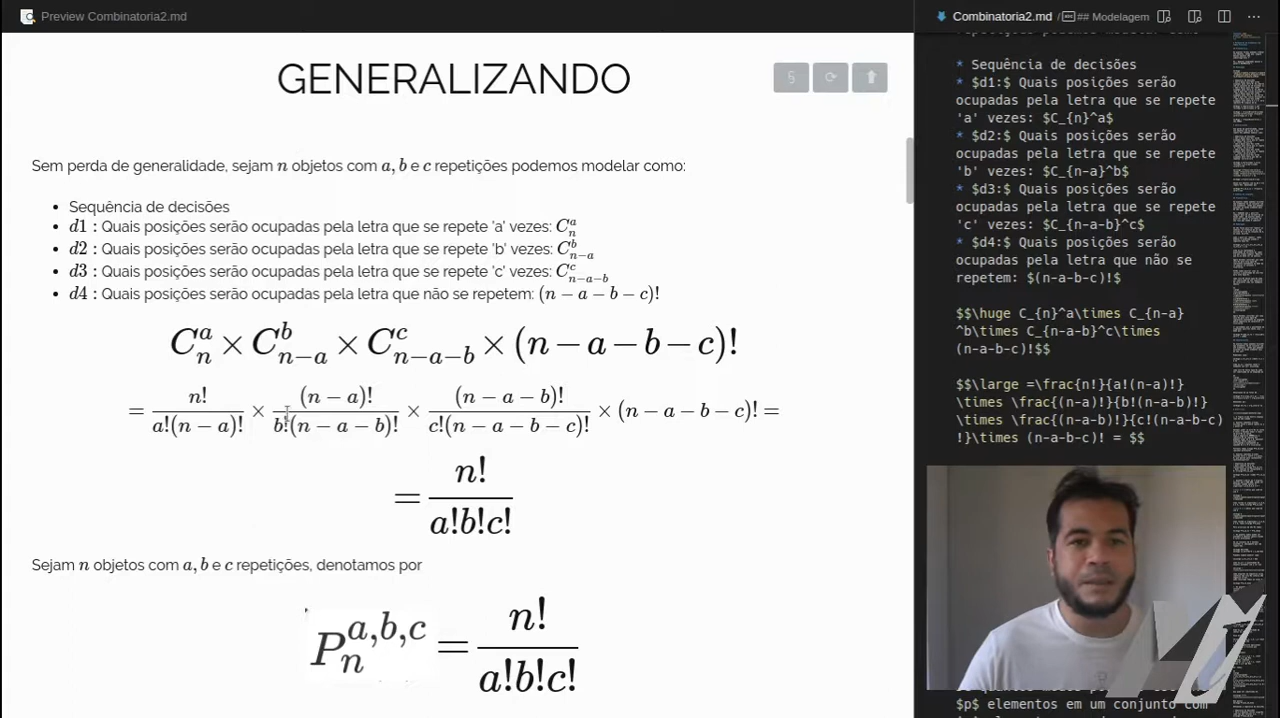 Preview Combinatoria2.md
GENERALIZANDO
§
Sem perda de generalidade, sejam n objetos com a, b e c repetições podemos modelar como:
• Sequência de decisões
• d1 : Quais posições serão ocupadas pela letra que se repete 'a' vezes: C_n^a
• d2 : Quais posições serão ocupadas pela letra que se repete 'b' vezes: C_{n-a}^b
• d3 : Quais posições serão ocupadas pela letra que se repete 'c' vezes: C_{n-a-b}^c
• d4 : Quais posições serão ocupadas pela letra que não se repetem: (n − a − b − c)!
C_n^a × C_{n-a}^b × C_{n-a-b}^c × (n − a − b − c)!
= n!/(a!(n − a)!) × (n − a)!/(b!(n − a − b)!) × (n − a − b)!/(c!(n − a − b − c)!) × (n − a − b − c)! =
= n!/(a!b!c!)
Sejam n objetos com a, b e c repetições, denotamos por
P_n^{a,b,c} = n!/(a!b!c!)
Combinatoria2.md / abc ## Modelagem ...
* Sequência de decisões
* $d1:$ Quais posições serão
ocupadas pela letra que se repete
'a' vezes: $C_{n}^a$
* $d2:$ Quais posições serão
ocupadas pela letra que se repete
'b' vezes: $C_{n-a}^b$
* $d3:$ Quais posições serão
ocupadas pela letra que se repete
'c' vezes: $C_{n-a-b}^c$
* $d4:$ Quais posições serão
ocupadas pela letra que não se
repetem: $(n-a-b-c)!$
$$\huge C_{n}^a\times C_{n-a}
^b\times C_{n-a-b}^c\times
(n-a-b-c)!$$
$$\large =\frac{n!}{a!(n-a)!}
\times \frac{(n-a)!}{b!(n-a-b)!}
\times \frac{(n-a-b)!}{c!(n-a-b-c)
!}\times (n-a-b-c)! = $$
$p$ elementos em um conjunto com